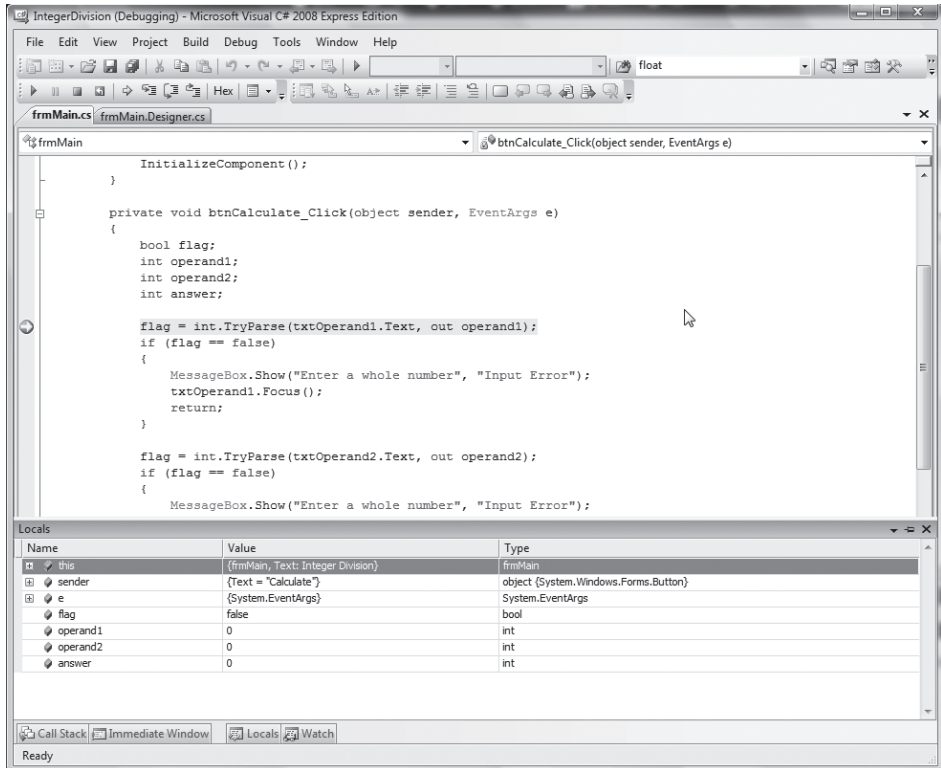 IntegerDivision (Debugging) - Microsoft Visual C# 2008 Express Edition
File Edit View Project Build Debug Tools Window Help
float
Hex
frmMain.cs frmMain.Designer.cs
frmMain btnCalculate_Click(object sender, EventArgs e)
InitializeComponent();
}
private void btnCalculate_Click(object sender, EventArgs e)
{
bool flag;
int operand1;
int operand2;
int answer;
flag = int.TryParse(txtOperand1.Text, out operand1);
if (flag == false)
{
MessageBox.Show("Enter a whole number", "Input Error");
txtOperand1.Focus();
return;
}
flag = int.TryParse(txtOperand2.Text, out operand2);
if (flag == false)
{
MessageBox.Show("Enter a whole number", "Input Error");
Locals
Name Value Type
this {frmMain, Text: Integer Division} frmMain
sender {Text = "Calculate"} object {System.Windows.Forms.Button}
e {System.EventArgs} System.EventArgs
flag false bool
operand1 0 int
operand2 0 int
answer 0 int
Call Stack Immediate Window Locals Watch
Ready